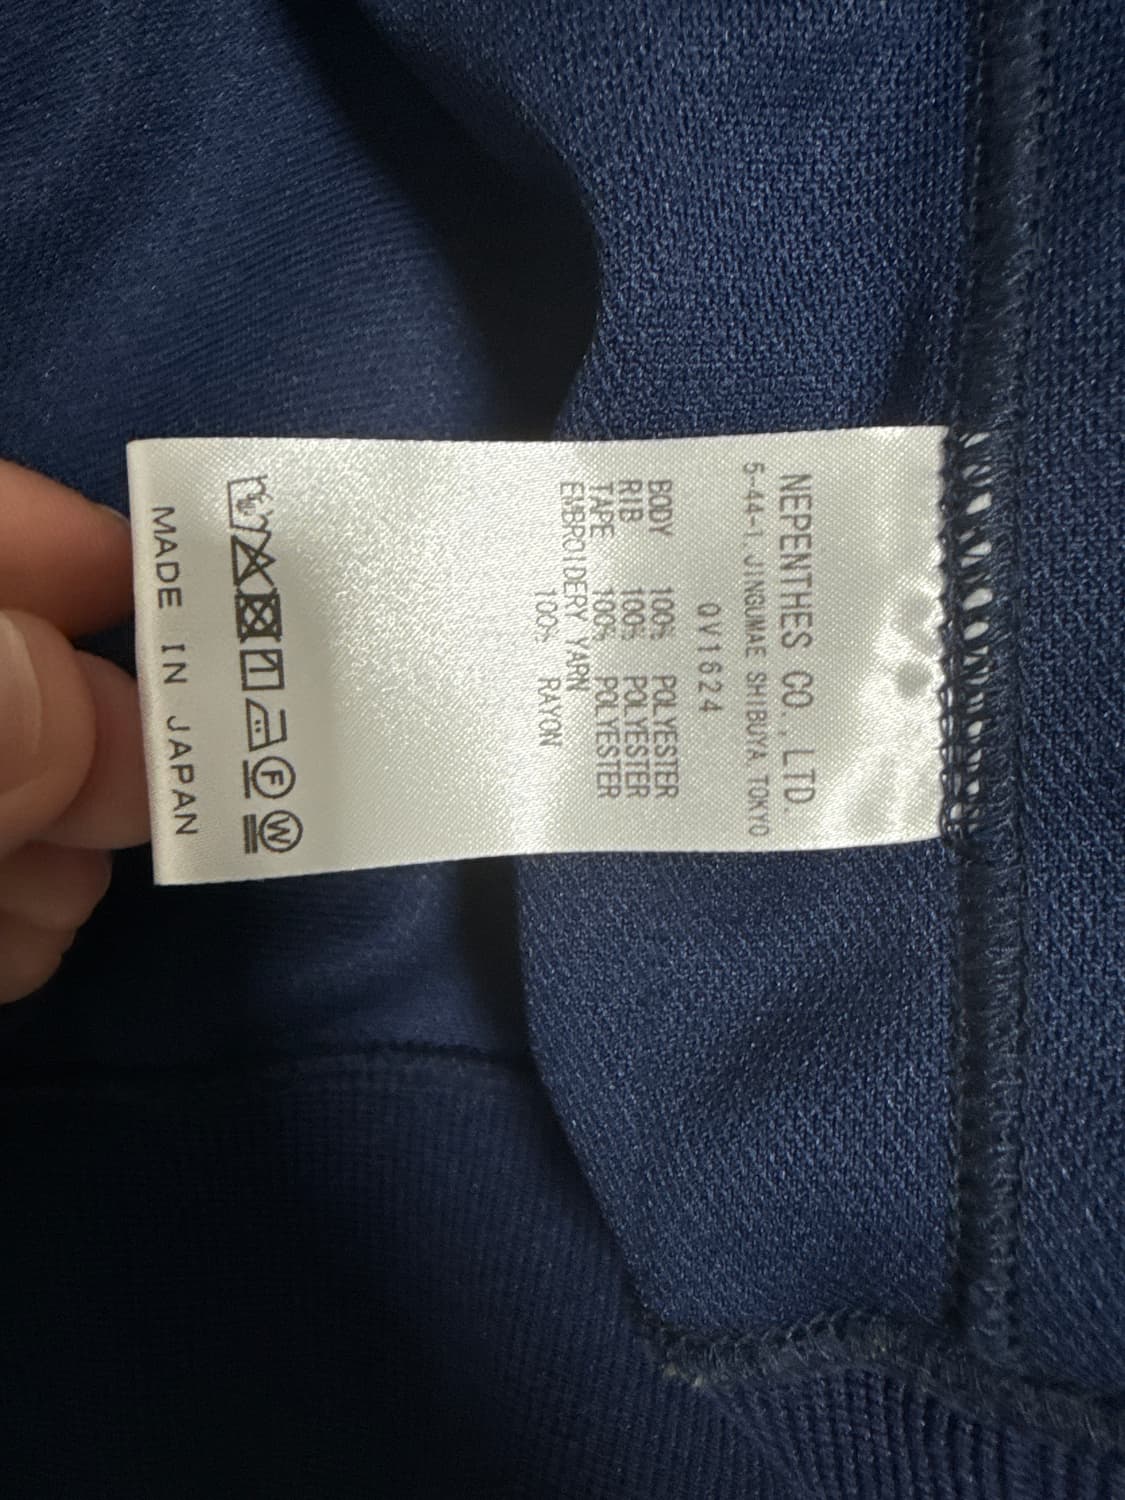 NEPENTHES CO., LTD.
5-44-1, JINGUMAE SHIBUYA TOKYO
QV1624
BODY 100% POLYESTER
RIB 100% POLYESTER
TAPE 100% POLYESTER
EMBROIDERY YARN
100% RAYON
F W
MADE IN JAPAN